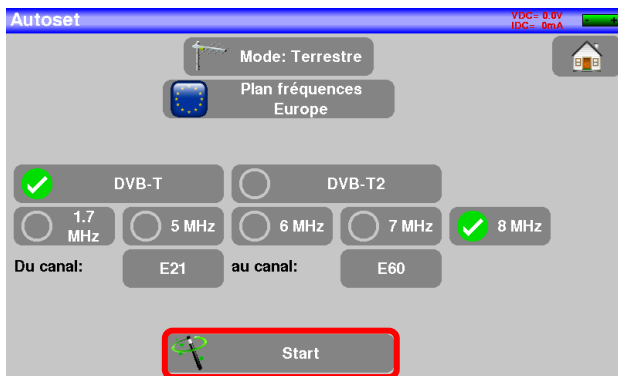 Autoset
VDC= 0.0V
IDC= 0mA
- +
Mode: Terrestre
Plan fréquences
Europe
DVB-T
DVB-T2
1.7
MHz
5 MHz
6 MHz
7 MHz
8 MHz
Du canal:
E21
au canal:
E60
Start